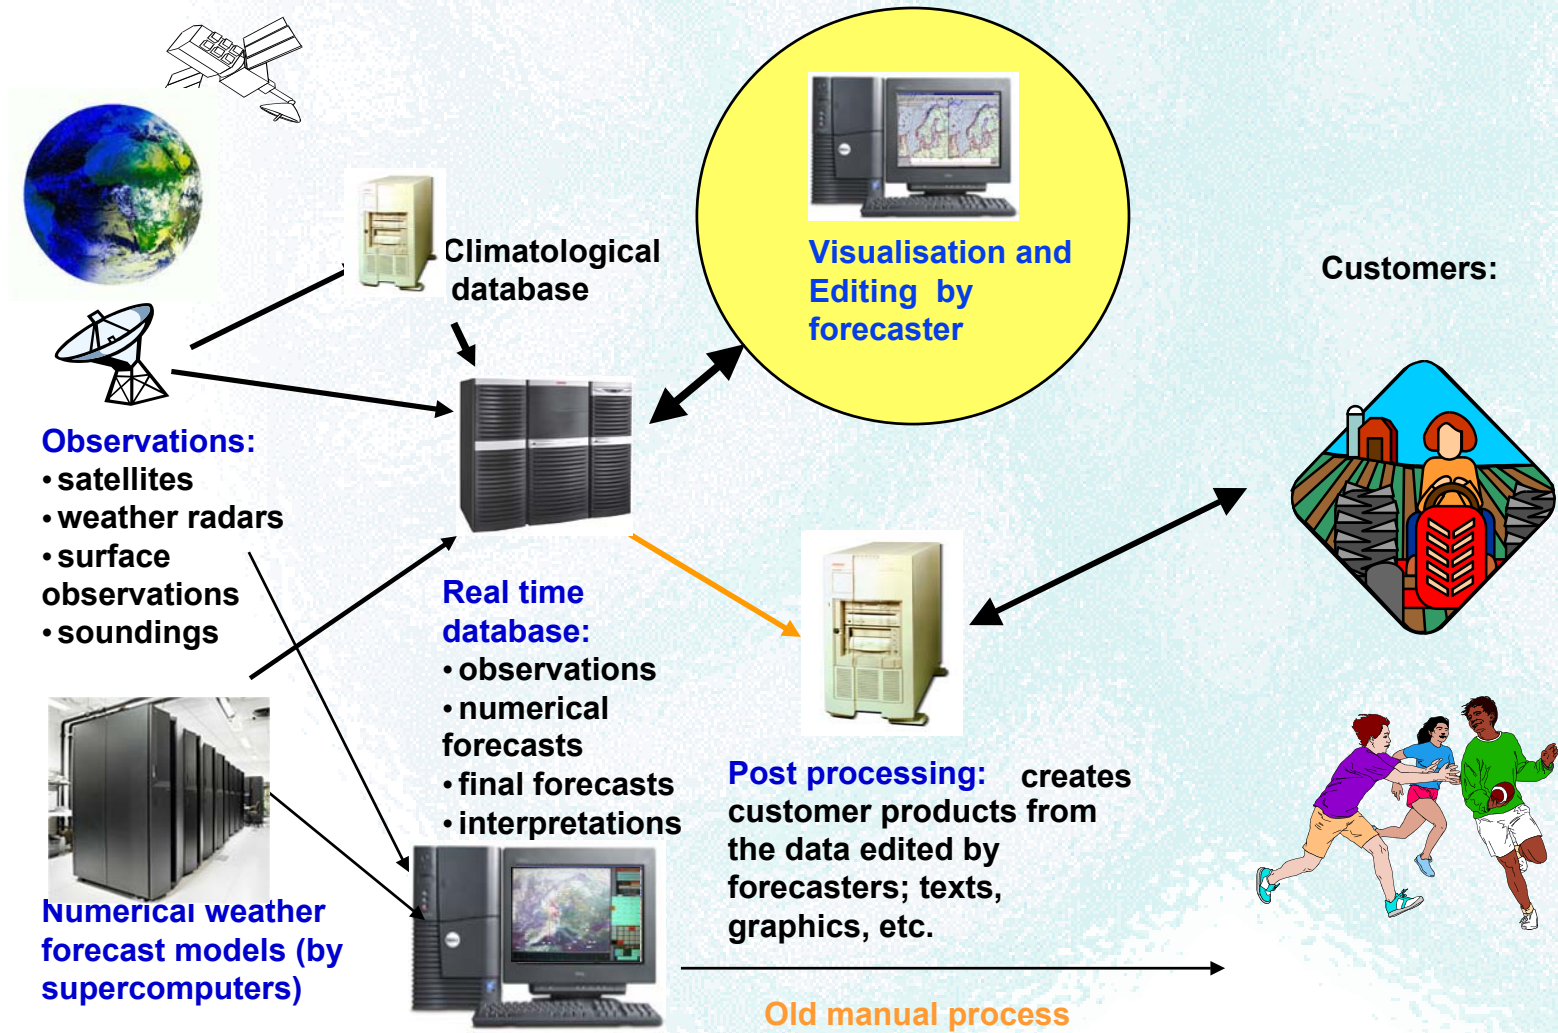 Climatological
database
Visualisation and
Editing by
forecaster
Customers:
Observations:
• satellites
• weather radars
• surface
observations
• soundings
Real time
database:
• observations
• numerical
forecasts
• final forecasts
• interpretations
Numerical weather
forecast models (by
supercomputers)
Post processing: creates
customer products from
the data edited by
forecasters; texts,
graphics, etc.
Old manual process